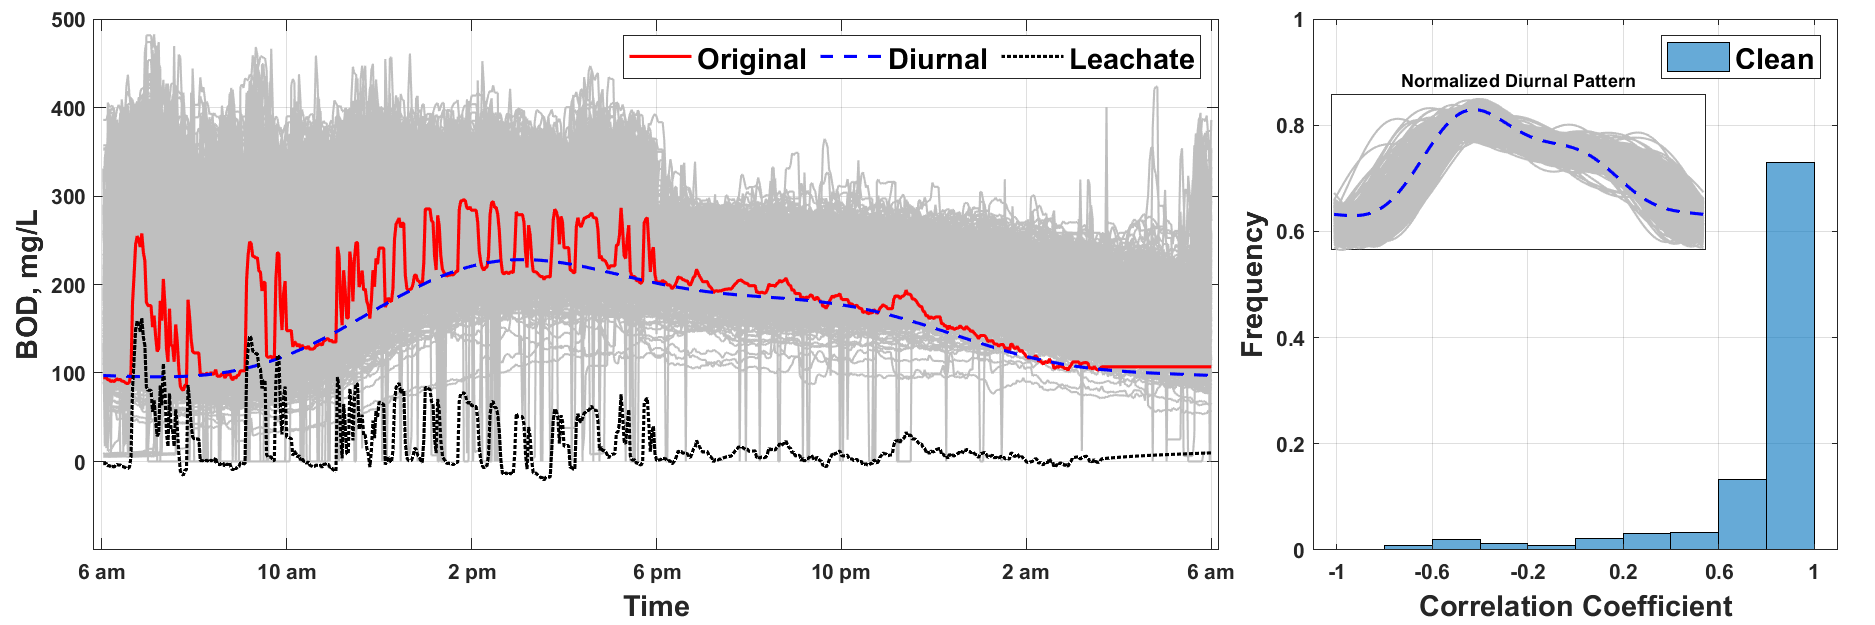 500
400
300
200
100
0
BOD, mg/L
Original Diurnal Leachate
6 am 10 am 2 pm 6 pm 10 pm 2 am 6 am
Time
1
0.8
0.6
0.4
0.2
0
Frequency
Clean
Normalized Diurnal Pattern
-1 -0.6 -0.2 0.2 0.6 1
Correlation Coefficient